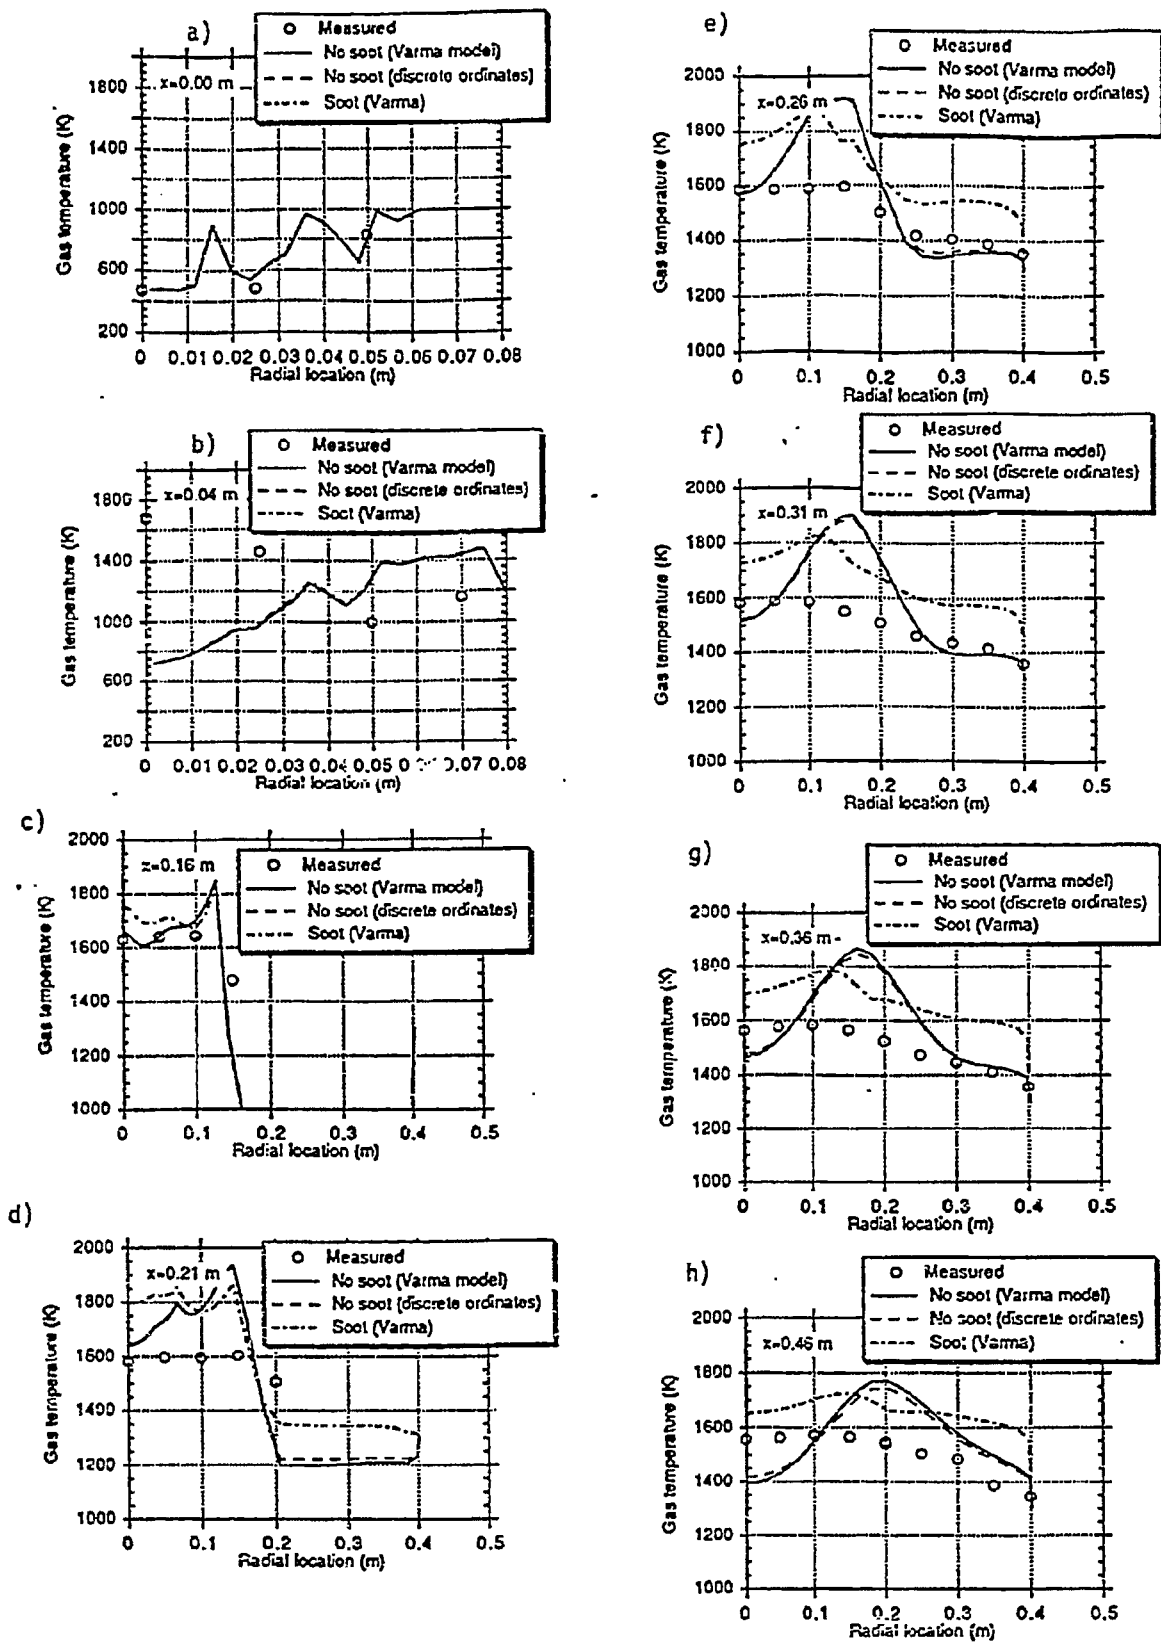 a)
Measured
No soot (Varma model)
No soot (discrete ordinates)
Soot (Varma)
x=0.00 m
Gas temperature (K)
1800
1400
1000
600
200
0 0.01 0.02 0.03 0.04 0.05 0.06 0.07 0.08
Radial location (m)
b)
Measured
No soot (Varma model)
No soot (discrete ordinates)
Soot (Varma)
x=0.04 m
Gas temperature (K)
1800
1400
1000
600
200
0 0.01 0.02 0.03 0.04 0.05 0.07 0.08
Radial location (m)
c)
Measured
No soot (Varma model)
No soot (discrete ordinates)
Soot (Varma)
x=0.16 m
Gas temperature (K)
2000
1800
1600
1400
1200
1000
0 0.1 0.2 0.3 0.4 0.5
Radial location (m)
d)
Measured
No soot (Varma model)
No soot (discrete ordinates)
Soot (Varma)
x=0.21 m
Gas temperature (K)
2000
1800
1600
1400
1200
1000
0 0.1 0.2 0.3 0.4 0.5
Radial location (m)
e)
Measured
No soot (Varma model)
No soot (discrete ordinates)
Soot (Varma)
x=0.26 m
Gas temperature (K)
2000
1800
1600
1400
1200
1000
0 0.1 0.2 0.3 0.4 0.5
Radial location (m)
f)
Measured
No soot (Varma model)
No soot (discrete ordinates)
Soot (Varma)
x=0.31 m
Gas temperature (K)
2000
1800
1600
1400
1200
1000
0 0.1 0.2 0.3 0.4 0.5
Radial location (m)
g)
Measured
No soot (Varma model)
No soot (discrete ordinates)
Soot (Varma)
x=0.36 m
Gas temperature (K)
2000
1800
1600
1400
1200
1000
0 0.1 0.2 0.3 0.4 0.5
Radial location (m)
h)
Measured
No soot (Varma model)
No soot (discrete ordinates)
Soot (Varma)
x=0.46 m
Gas temperature (K)
2000
1800
1600
1400
1200
1000
0 0.1 0.2 0.3 0.4 0.5
Radial location (m)